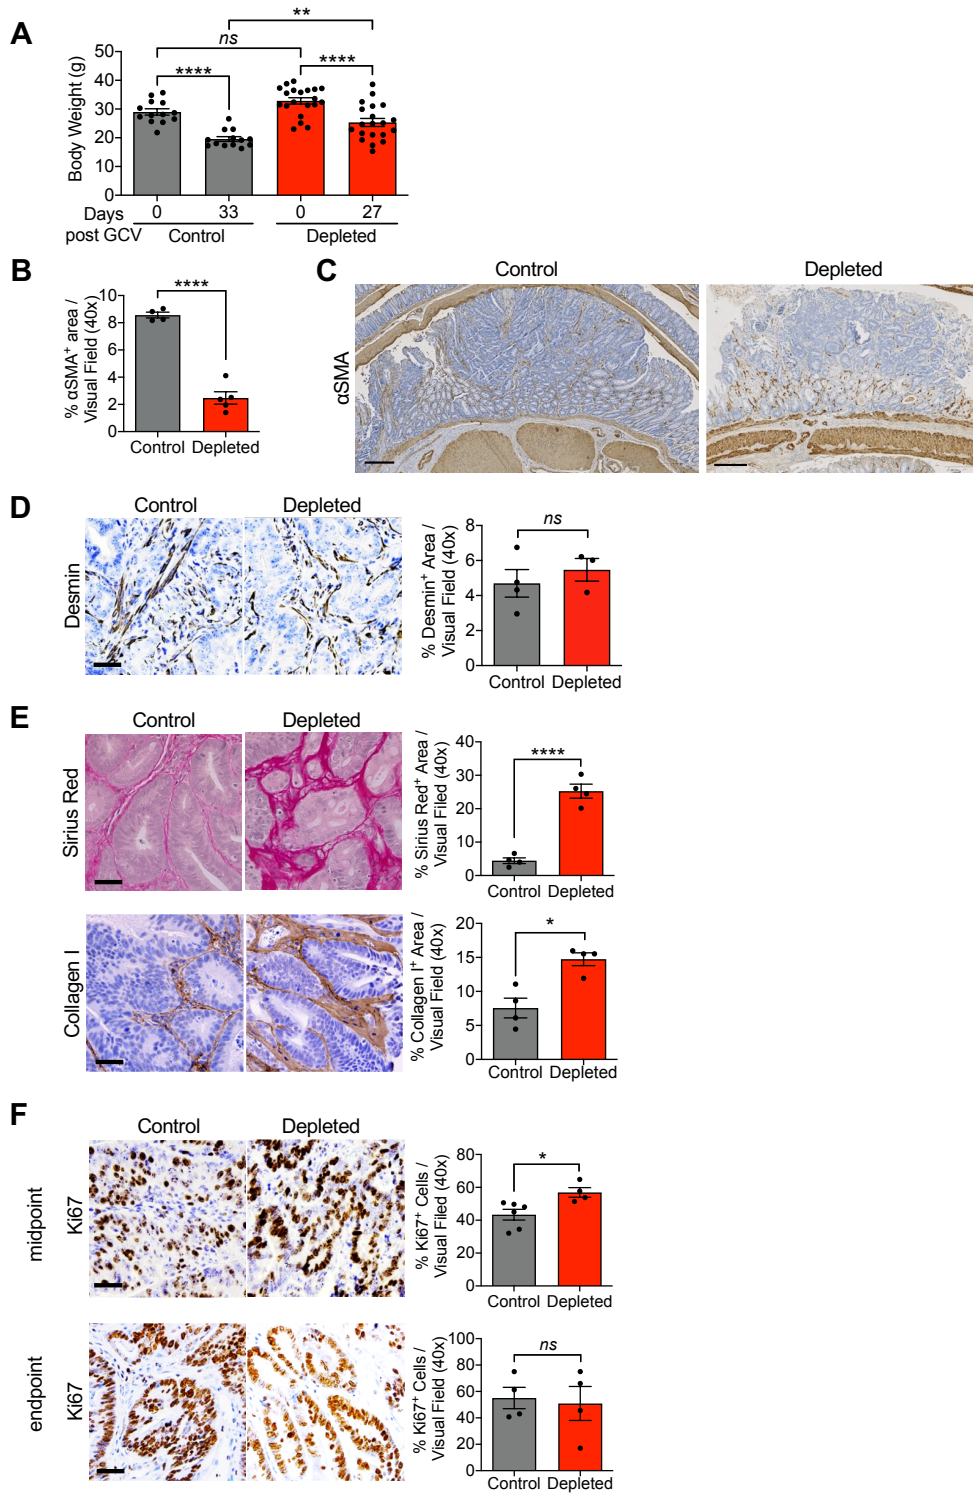 A
Body Weight (g)
50
40
30
20
10
0
**
ns
****
****
Days
post GCV
0
33
0
27
Control
Depleted
B
% αSMA⁺ area /
Visual Field (40x)
10
8
6
4
2
0
****
Control
Depleted
C
Control
Depleted
αSMA
D
Control
Depleted
Desmin
% Desmin⁺ Area /
Visual Field (40x)
8
6
4
2
0
ns
Control
Depleted
E
Control
Depleted
Sirius Red
% Sirius Red⁺ Area /
Visual Filed (40x)
40
30
20
10
0
****
Control
Depleted
Collagen I
% Collagen I⁺ Area /
Visual Field (40x)
20
15
10
5
0
*
Control
Depleted
F
Control
Depleted
midpoint
Ki67
% Ki67⁺ Cells /
Visual Filed (40x)
80
60
40
20
0
*
Control
Depleted
endpoint
Ki67
% Ki67⁺ Cells /
Visual Field (40x)
100
80
60
40
20
0
ns
Control
Depleted